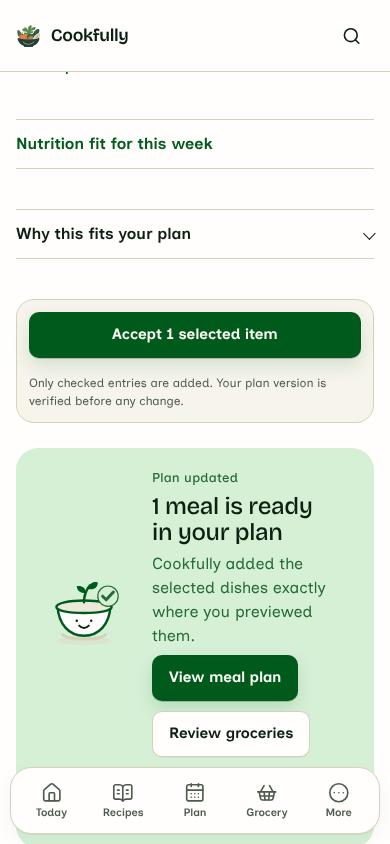 Cookfully
Nutrition fit for this week
Why this fits your plan
Accept 1 selected item
Only checked entries are added. Your plan version is
verified before any change.
Plan updated
1 meal is ready
in your plan
Cookfully added the
selected dishes exactly
where you previewed
them.
View meal plan
Review groceries
Today
Recipes
Plan
Grocery
More